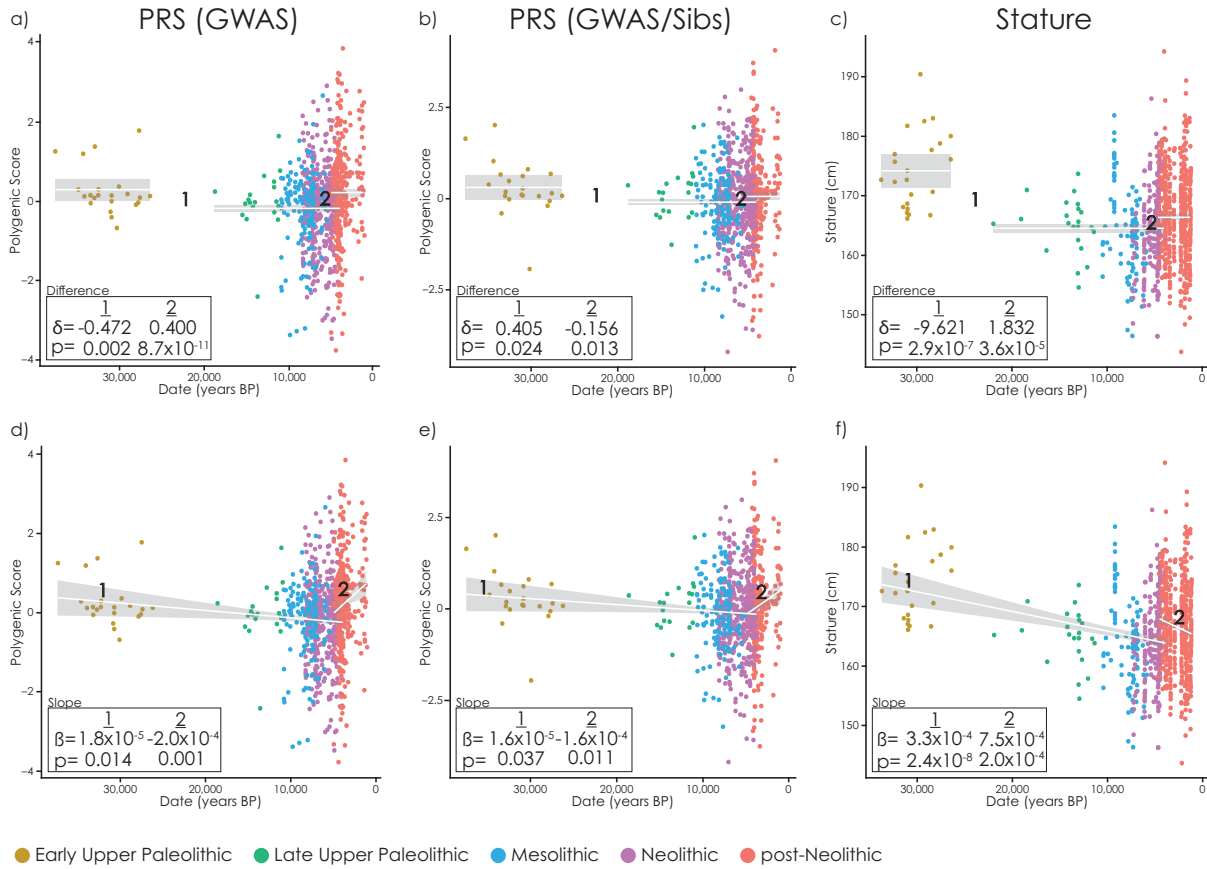 a) PRS (GWAS)
4
2
0
−2
−4
Polygenic Score
1
2
Difference
1 2
δ= -0.472 0.400
p= 0.002 8.7x10⁻¹¹
30,000 20,000 10,000 0
Date (years BP)
b) PRS (GWAS/Sibs)
2.5
0
−2.5
Polygenic Score
1
2
Difference
1 2
δ= 0.405 -0.156
p= 0.024 0.013
30,000 20,000 10,000 0
Date (years BP)
c) Stature
190
180
170
160
150
Stature (cm)
1
2
Difference
1 2
δ= -9.621 1.832
p= 2.9x10⁻⁷ 3.6x10⁻⁵
30,000 20,000 10,000 0
Date (years BP)
d)
4
2
0
−2
−4
Polygenic Score
1
2
Slope
1 2
β= 1.8x10⁻⁵ -2.0x10⁻⁴
p= 0.014 0.001
30,000 20,000 10,000 0
Date (years BP)
e)
2.5
0
−2.5
Polygenic Score
1
2
Slope
1 2
β= 1.6x10⁻⁵ -1.6x10⁻⁴
p= 0.037 0.011
30,000 20,000 10,000 0
Date (years BP)
f)
190
180
170
160
150
Stature (cm)
1
2
Slope
1 2
β= 3.3x10⁻⁴ 7.5x10⁻⁴
p= 2.4x10⁻⁸ 2.0x10⁻⁴
30,000 20,000 10,000 0
Date (years BP)
Early Upper Paleolithic Late Upper Paleolithic Mesolithic Neolithic post-Neolithic